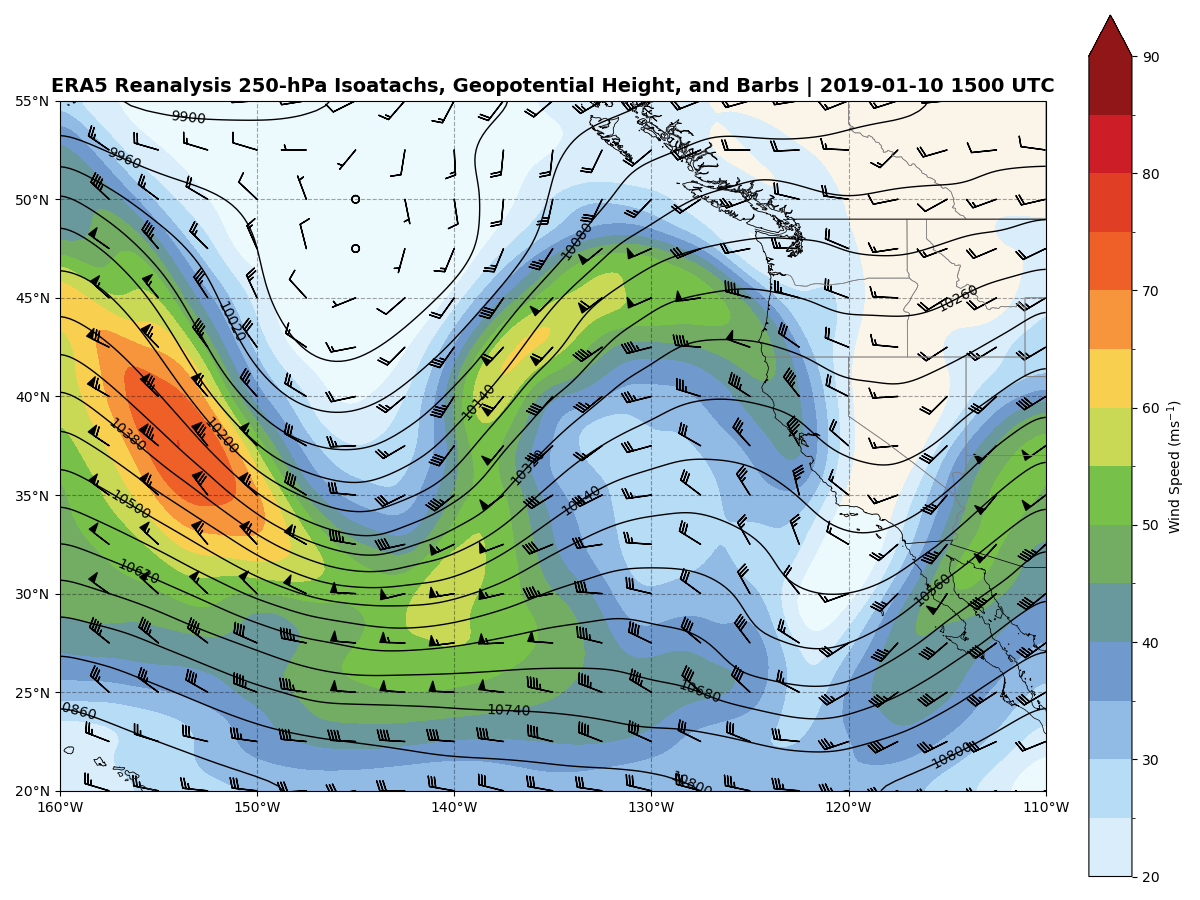 ERA5 Reanalysis 250-hPa Isoatachs, Geopotential Height, and Barbs | 2019-01-10 1500 UTC
90
80
70
60
50
40
30
20
Wind Speed (ms⁻¹)
55°N
50°N
45°N
40°N
35°N
30°N
25°N
20°N
160°W
150°W
140°W
130°W
120°W
110°W
9900
9960
10020
10080
10140
10200
10260
10320
10380
10440
10500
10560
10620
10680
10740
10800
10800
0860